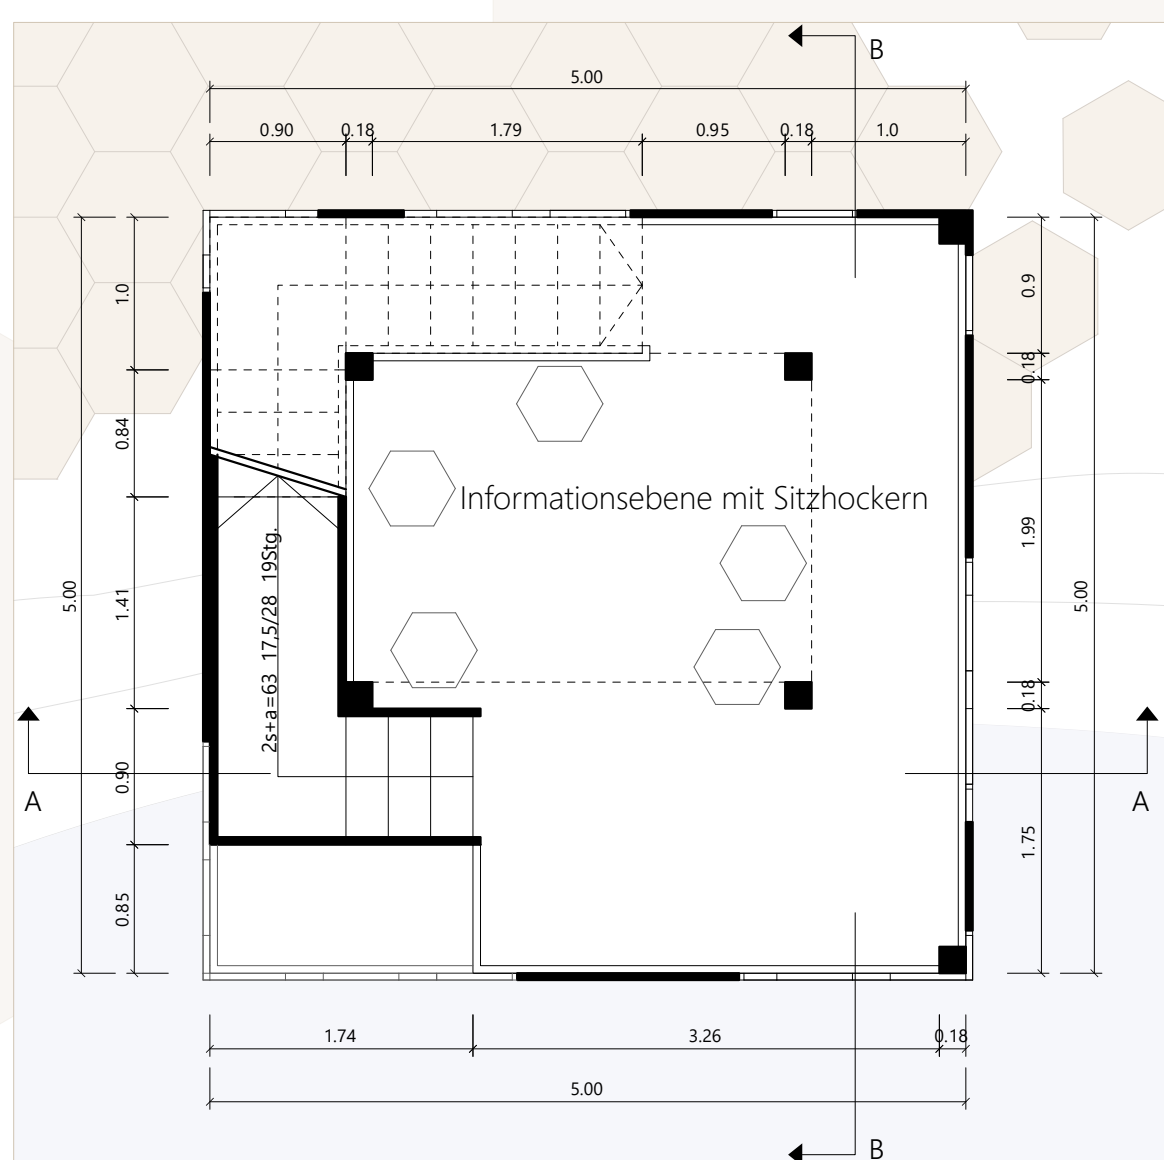 B
5.00
0.90 0.18 1.79 0.95 0.18 1.0
1.0
0.84
5.00
1.41
0.90
0.85
2s+a=63 17,5/28 19Stg.
Informationsebene mit Sitzhockern
0.9
0.18
1.99
5.00
0.18
1.75
A
A
1.74 3.26 0.18
5.00
B